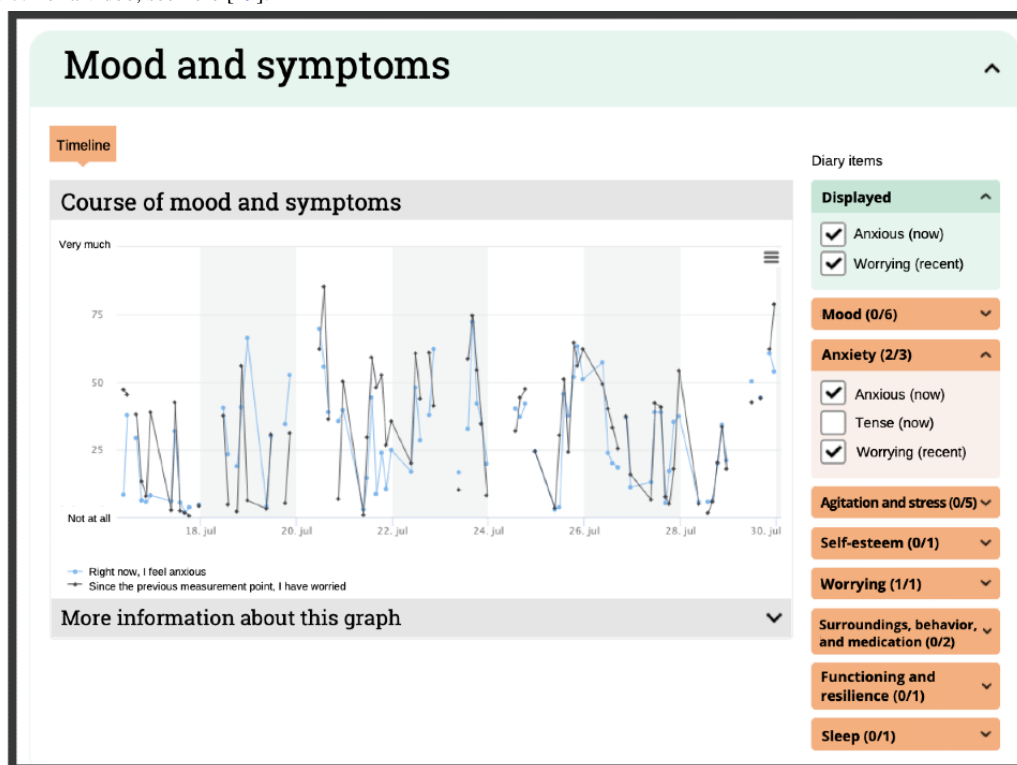 Mood and symptoms
Timeline
Course of mood and symptoms
Very much
75
50
25
Not at all
18. jul
20. jul
22. jul
24. jul
26. jul
28. jul
30. jul
Right now, I feel anxious
Since the previous measurement point, I have worried
More information about this graph
Diary items
Displayed
Anxious (now)
Worrying (recent)
Mood (0/6)
Anxiety (2/3)
Anxious (now)
Tense (now)
Worrying (recent)
Agitation and stress (0/5)
Self-esteem (0/1)
Worrying (1/1)
Surroundings, behavior,
and medication (0/2)
Functioning and
resilience (0/1)
Sleep (0/1)